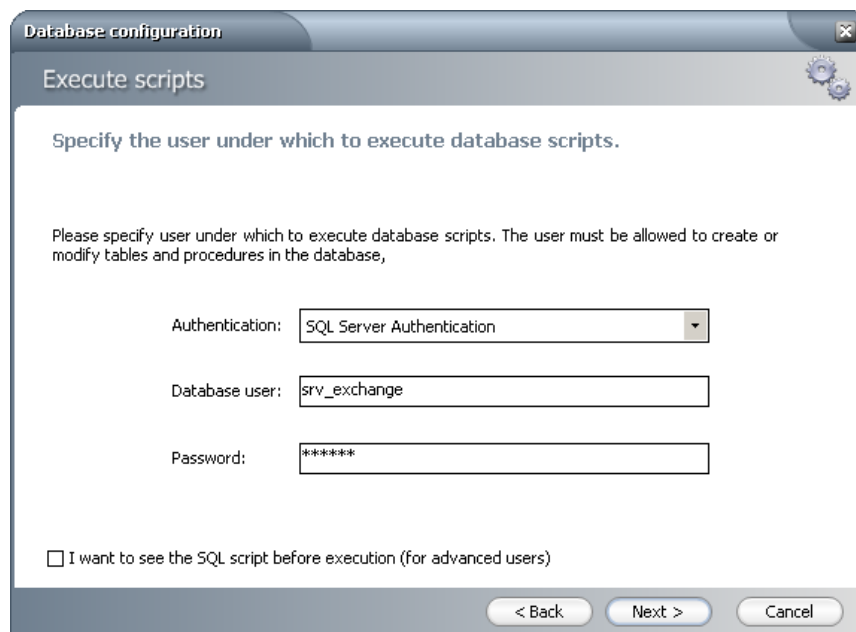 Database configuration
Execute scripts
Specify the user under which to execute database scripts.
Please specify user under which to execute database scripts. The user must be allowed to create or
modify tables and procedures in the database,
Authentication: SQL Server Authentication
Database user: srv_exchange
Password: ******
I want to see the SQL script before execution (for advanced users)
< Back Next > Cancel